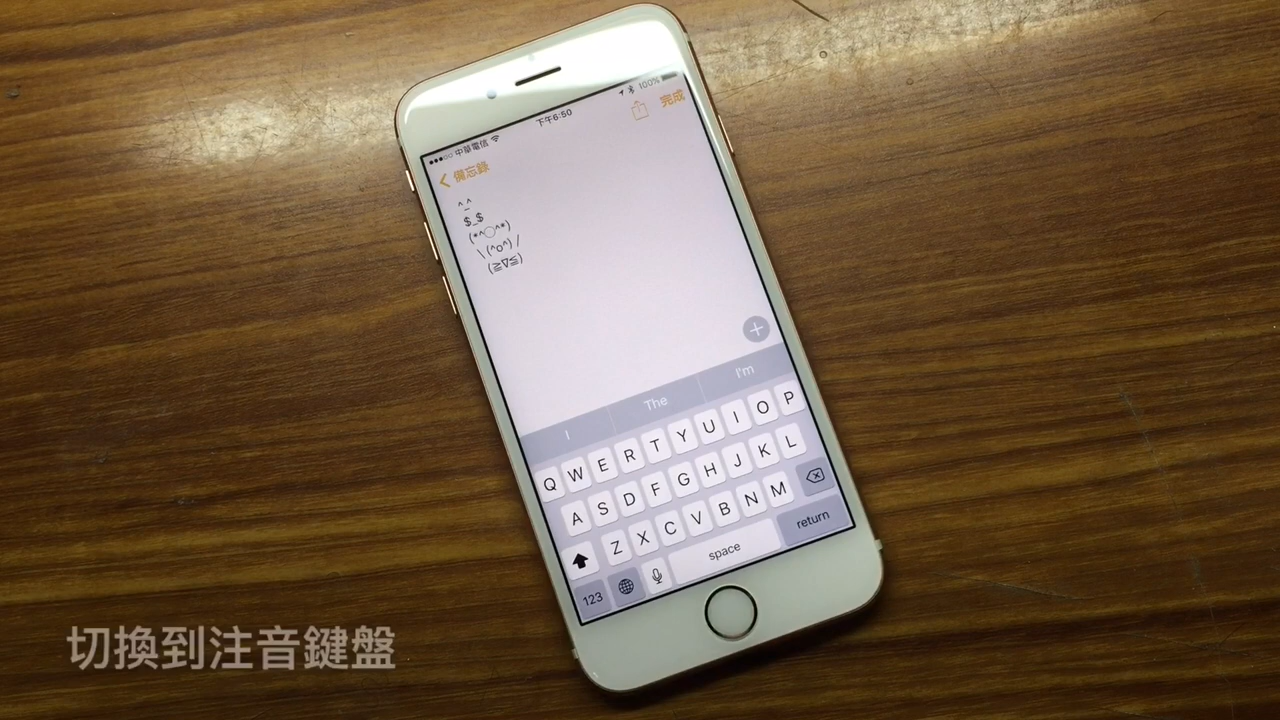 中華電信
下午6:50
100%
備忘錄
完成
^_^
$_$
(*^◯^*)
\(^o^)/
(≧∇≦)
I
The
I'm
Q W E R T Y U I O P
A S D F G H J K L
Z X C V B N M
123
space
return
切換到注音鍵盤